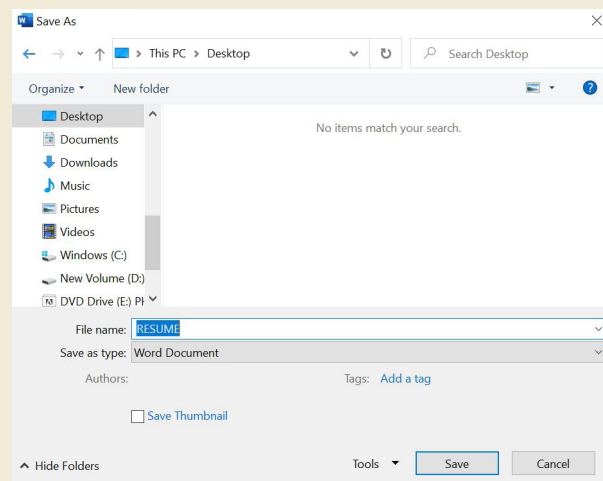 Save As
This PC > Desktop
Search Desktop
Organize
New folder
Desktop
No items match your search.
Documents
Downloads
Music
Pictures
Videos
Windows (C:)
New Volume (D:)
DVD Drive (E:) PH
File name: RESUME
Save as type: Word Document
Authors:
Tags: Add a tag
Save Thumbnail
Hide Folders
Tools
Save
Cancel